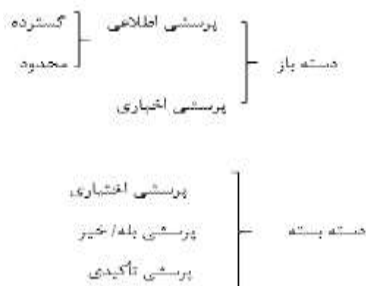 پرسشی اطلاعی گسترده
دسته باز محدود
پرسشی اخباری
پرسشی اختیاری
دسته بسته پرسشی بله/ خیر
پرسشی تأکیدی